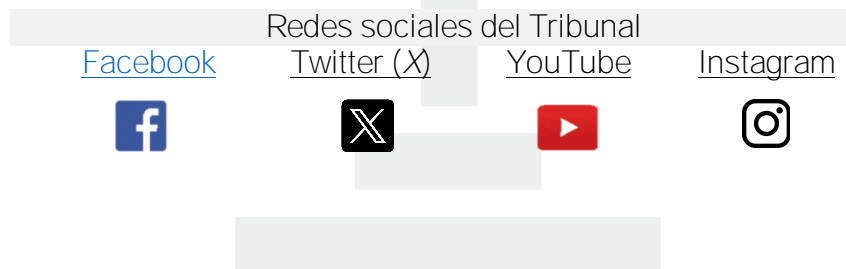 Redes sociales del Tribunal
Facebook Twitter (X) YouTube Instagram